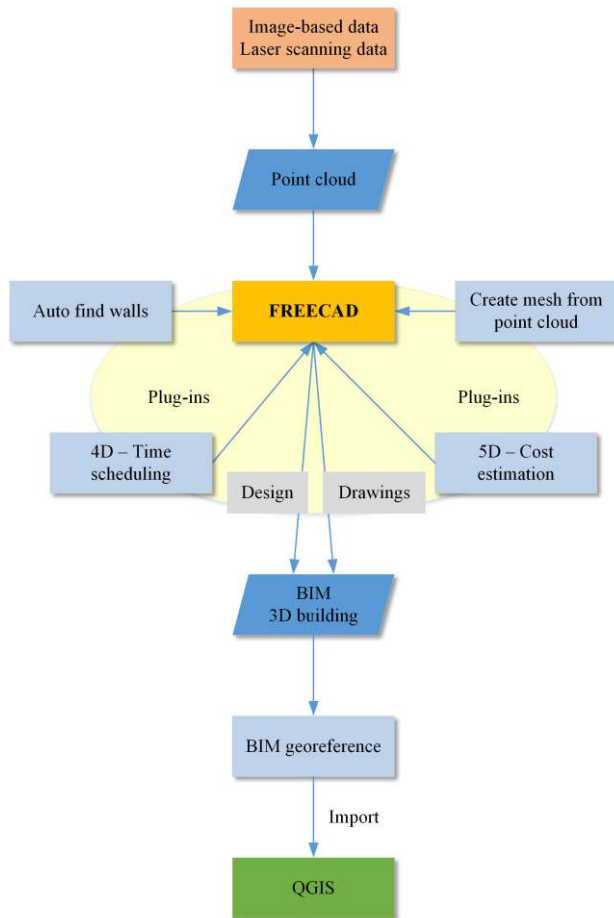 Image-based data
Laser scanning data
Point cloud
Auto find walls
FREECAD
Create mesh from
point cloud
Plug-ins
Plug-ins
4D – Time
scheduling
5D – Cost
estimation
Design
Drawings
BIM
3D building
BIM georeference
Import
QGIS